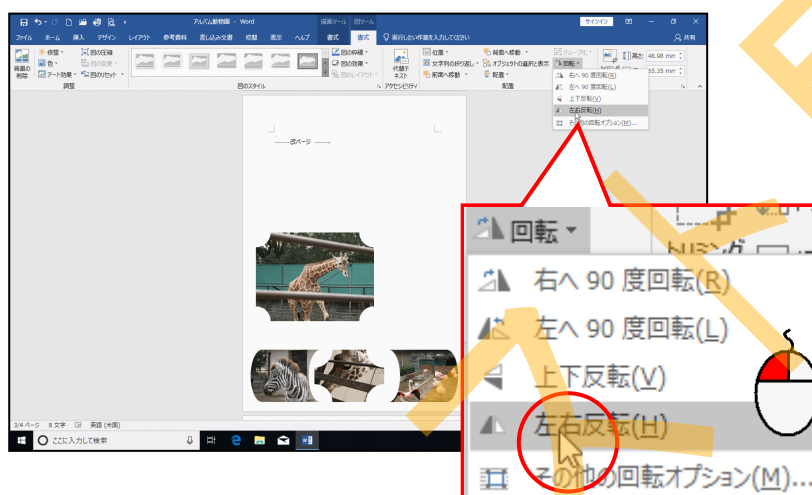 アルバム動物園 - Word
描画ツール 図ツール
サインイン
ファイル ホーム 挿入 デザイン レイアウト 参考資料 差し込み文書 校閲 表示 ヘルプ 書式 書式 実行したい作業を入力してください 共有
背景の削除
修整
色
アート効果
図の圧縮
図の変更
図のリセット
調整
図のスタイル
図の枠線
図の効果
図のレイアウト
代替テキスト
アクセシビリティ
位置
文字列の折り返し
前面へ移動
背面へ移動
オブジェクトの選択と表示
配置
グループ化
回転
配置
高さ: 48.98 mm
55.25 mm
右へ 90 度回転(R)
左へ 90 度回転(L)
上下反転(V)
左右反転(H)
その他の回転オプション(M)...
改ページ
回転
トリミング
右へ 90 度回転(R)
左へ 90 度回転(L)
上下反転(V)
左右反転(H)
その他の回転オプション(M)...
3/4 ページ 8 文字 英語 (米国)
ここに入力して検索